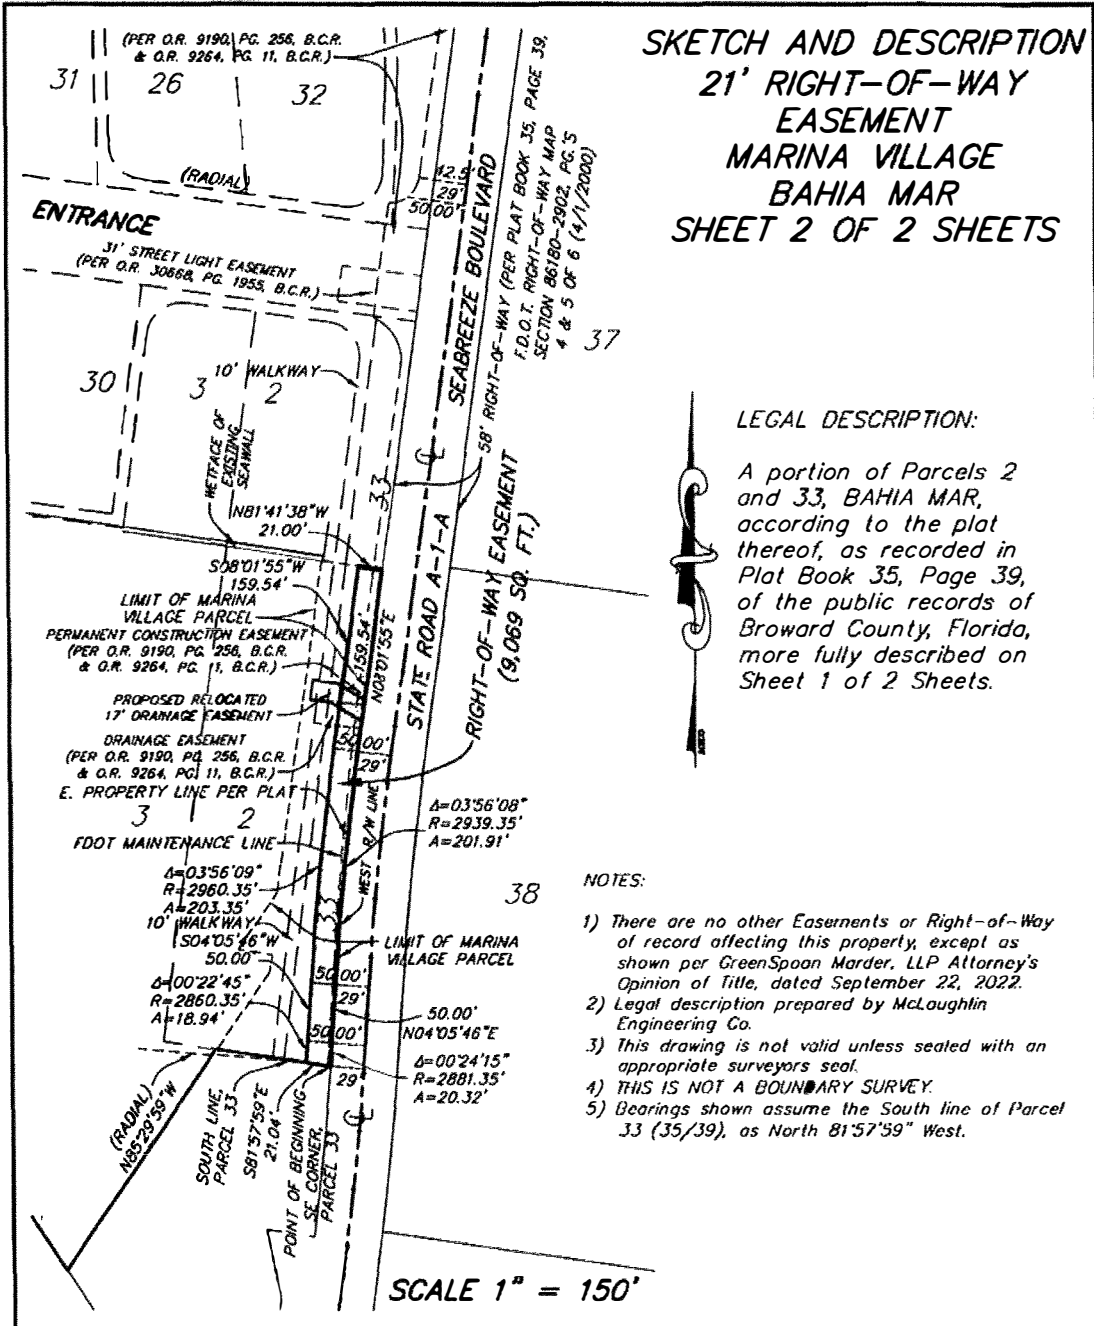 SKETCH AND DESCRIPTION
21' RIGHT-OF-WAY
EASEMENT
MARINA VILLAGE
BAHIA MAR
SHEET 2 OF 2 SHEETS
(PER O.R. 9190, PG. 256, B.C.R.
& O.R. 9264, PG. 11, B.C.R.)
31
26
32
(RADIAL)
ENTRANCE
31' STREET LIGHT EASEMENT
(PER O.R. 30668, PG. 1955, B.C.R.)
42.5'
29'
50.00'
SEABREEZE BOULEVARD
58' RIGHT-OF-WAY (PER PLAT BOOK 35, PAGE 39,
F.D.O.T. RIGHT-OF-WAY MAP
SECTION 86180-2902, PG.'S
4 & 5 OF 6 (4/1/2000)
37
30
3
2
10' WALKWAY
WETFACE OF
EXISTING
SEAWALL
33
N81°41'38"W
21.00'
S08°01'55"W
159.54'
LIMIT OF MARINA
VILLAGE PARCEL
PERMANENT CONSTRUCTION EASEMENT
(PER O.R. 9190, PG. 256, B.C.R.
& O.R. 9264, PG. 11, B.C.R.)
PROPOSED RELOCATED
17' DRAINAGE EASEMENT
DRAINAGE EASEMENT
(PER O.R. 9190, PG. 256, B.C.R.
& O.R. 9264, PG. 11, B.C.R.)
E. PROPERTY LINE PER PLAT
3
2
FDOT MAINTENANCE LINE
159.54'
N08°01'55"E
STATE ROAD A-1-A
RIGHT-OF-WAY EASEMENT
(9,069 SQ. FT.)
50.00'
29'
WEST R/W LINE
Δ=03°56'08"
R=2939.35'
A=201.91'
Δ=03°56'09"
R=2960.35'
A=203.35'
10' WALKWAY
S04°05'46"W
50.00'
Δ=00°22'45"
R=2860.35'
A=18.94'
33
38
LIMIT OF MARINA
VILLAGE PARCEL
50.00'
29'
50.00'
29'
50.00'
N04°05'46"E
Δ=00°24'15"
R=2881.35'
A=20.32'
(RADIAL)
N85°29'59"W
SOUTH LINE,
PARCEL 33
S81°57'59"E
21.04'
POINT OF BEGINNING
SE CORNER,
PARCEL 33
SCALE 1" = 150'
LEGAL DESCRIPTION:
A portion of Parcels 2
and 33, BAHIA MAR,
according to the plat
thereof, as recorded in
Plat Book 35, Page 39,
of the public records of
Broward County, Florida,
more fully described on
Sheet 1 of 2 Sheets.
NOTES:
1) There are no other Easements or Right-of-Way
of record affecting this property, except as
shown per GreenSpoon Marder, LLP Attorney's
Opinion of Title, dated September 22, 2022.
2) Legal description prepared by McLaughlin
Engineering Co.
3) This drawing is not valid unless sealed with an
appropriate surveyors seal.
4) THIS IS NOT A BOUNDARY SURVEY.
5) Bearings shown assume the South line of Parcel
33 (35/39), as North 81°57'59" West.